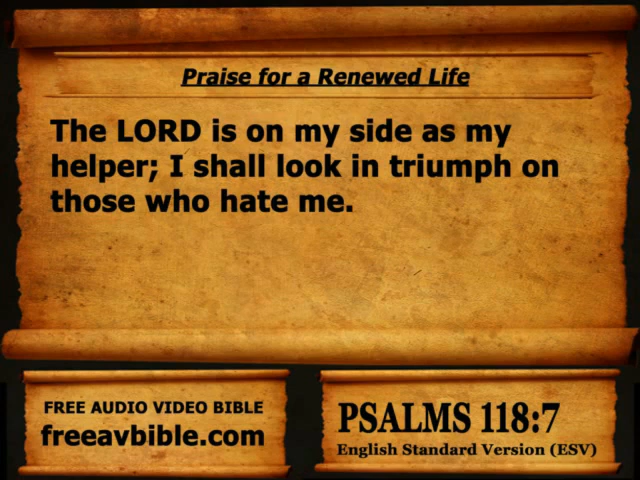 Praise for a Renewed Life
The LORD is on my side as my
helper; I shall look in triumph on
those who hate me.
FREE AUDIO VIDEO BIBLE
freeavbible.com
PSALMS 118:7
English Standard Version (ESV)